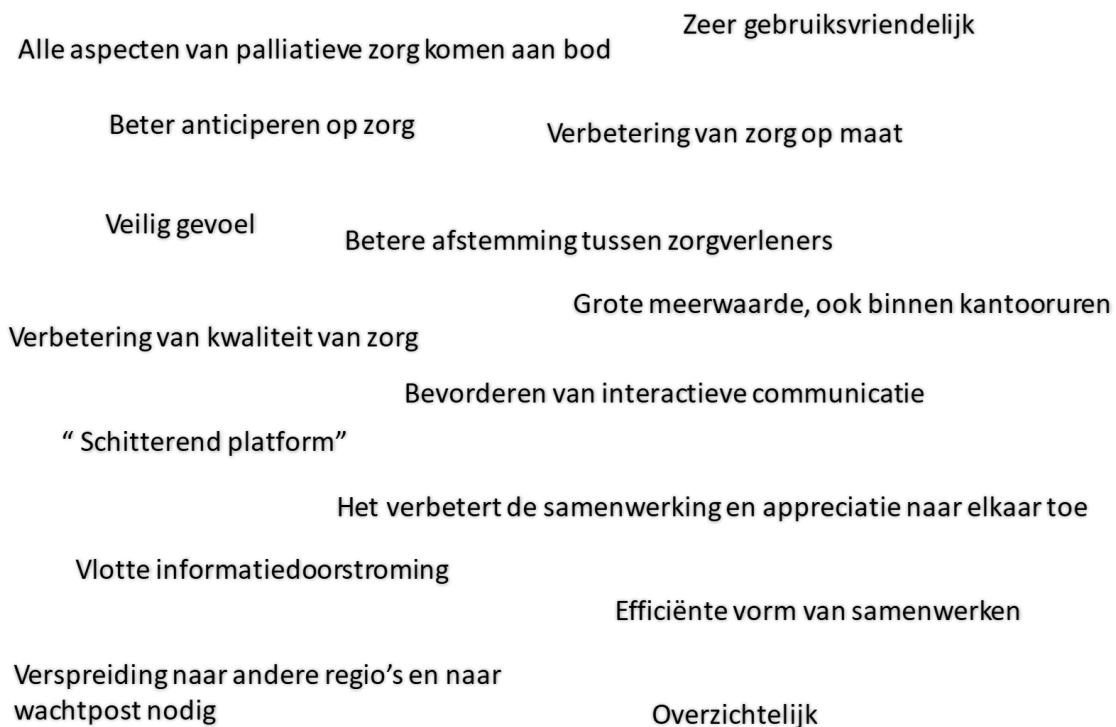 Zeer gebruiksvriendelijk
Alle aspecten van palliatieve zorg komen aan bod
Beter anticiperen op zorg
Verbetering van zorg op maat
Veilig gevoel
Betere afstemming tussen zorgverleners
Grote meerwaarde, ook binnen kantooruren
Verbetering van kwaliteit van zorg
Bevorderen van interactieve communicatie
“ Schitterend platform”
Het verbetert de samenwerking en appreciatie naar elkaar toe
Vlotte informatiedoorstroming
Efficiënte vorm van samenwerken
Verspreiding naar andere regio’s en naar
wachtpost nodig
Overzichtelijk